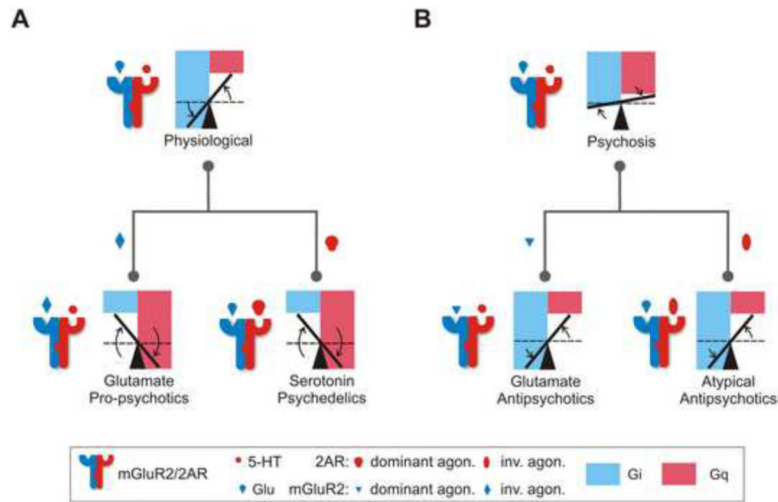 A
B
Physiological
Psychosis
Glutamate
Pro-psychotics
Serotonin
Psychedelics
Glutamate
Antipsychotics
Atypical
Antipsychotics
mGluR2/2AR
5-HT 2AR: dominant agon. inv. agon.
Glu mGluR2: dominant agon. inv. agon.
Gi Gq